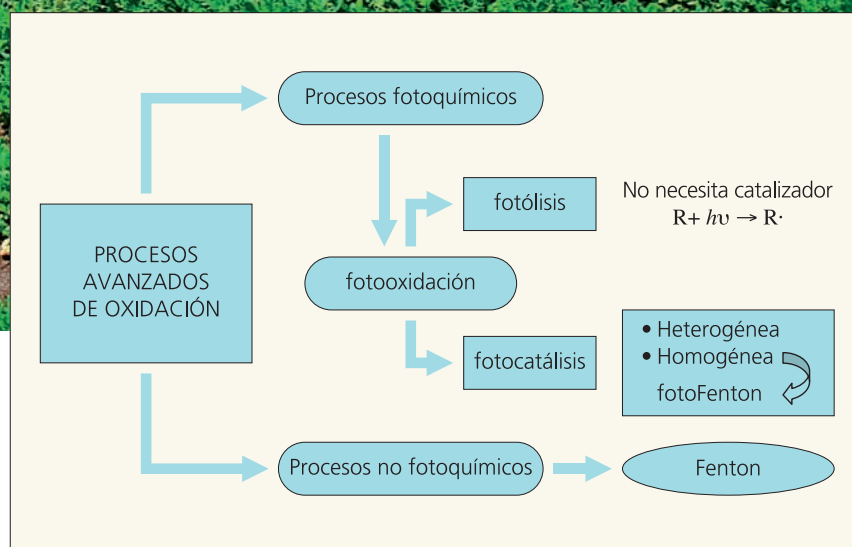 Procesos fotoquímicos
fotólisis
No necesita catalizador
R+ hυ → R·
PROCESOS
AVANZADOS
DE OXIDACIÓN
fotooxidación
fotocatálisis
• Heterogénea
• Homogénea
fotoFenton
Procesos no fotoquímicos
Fenton